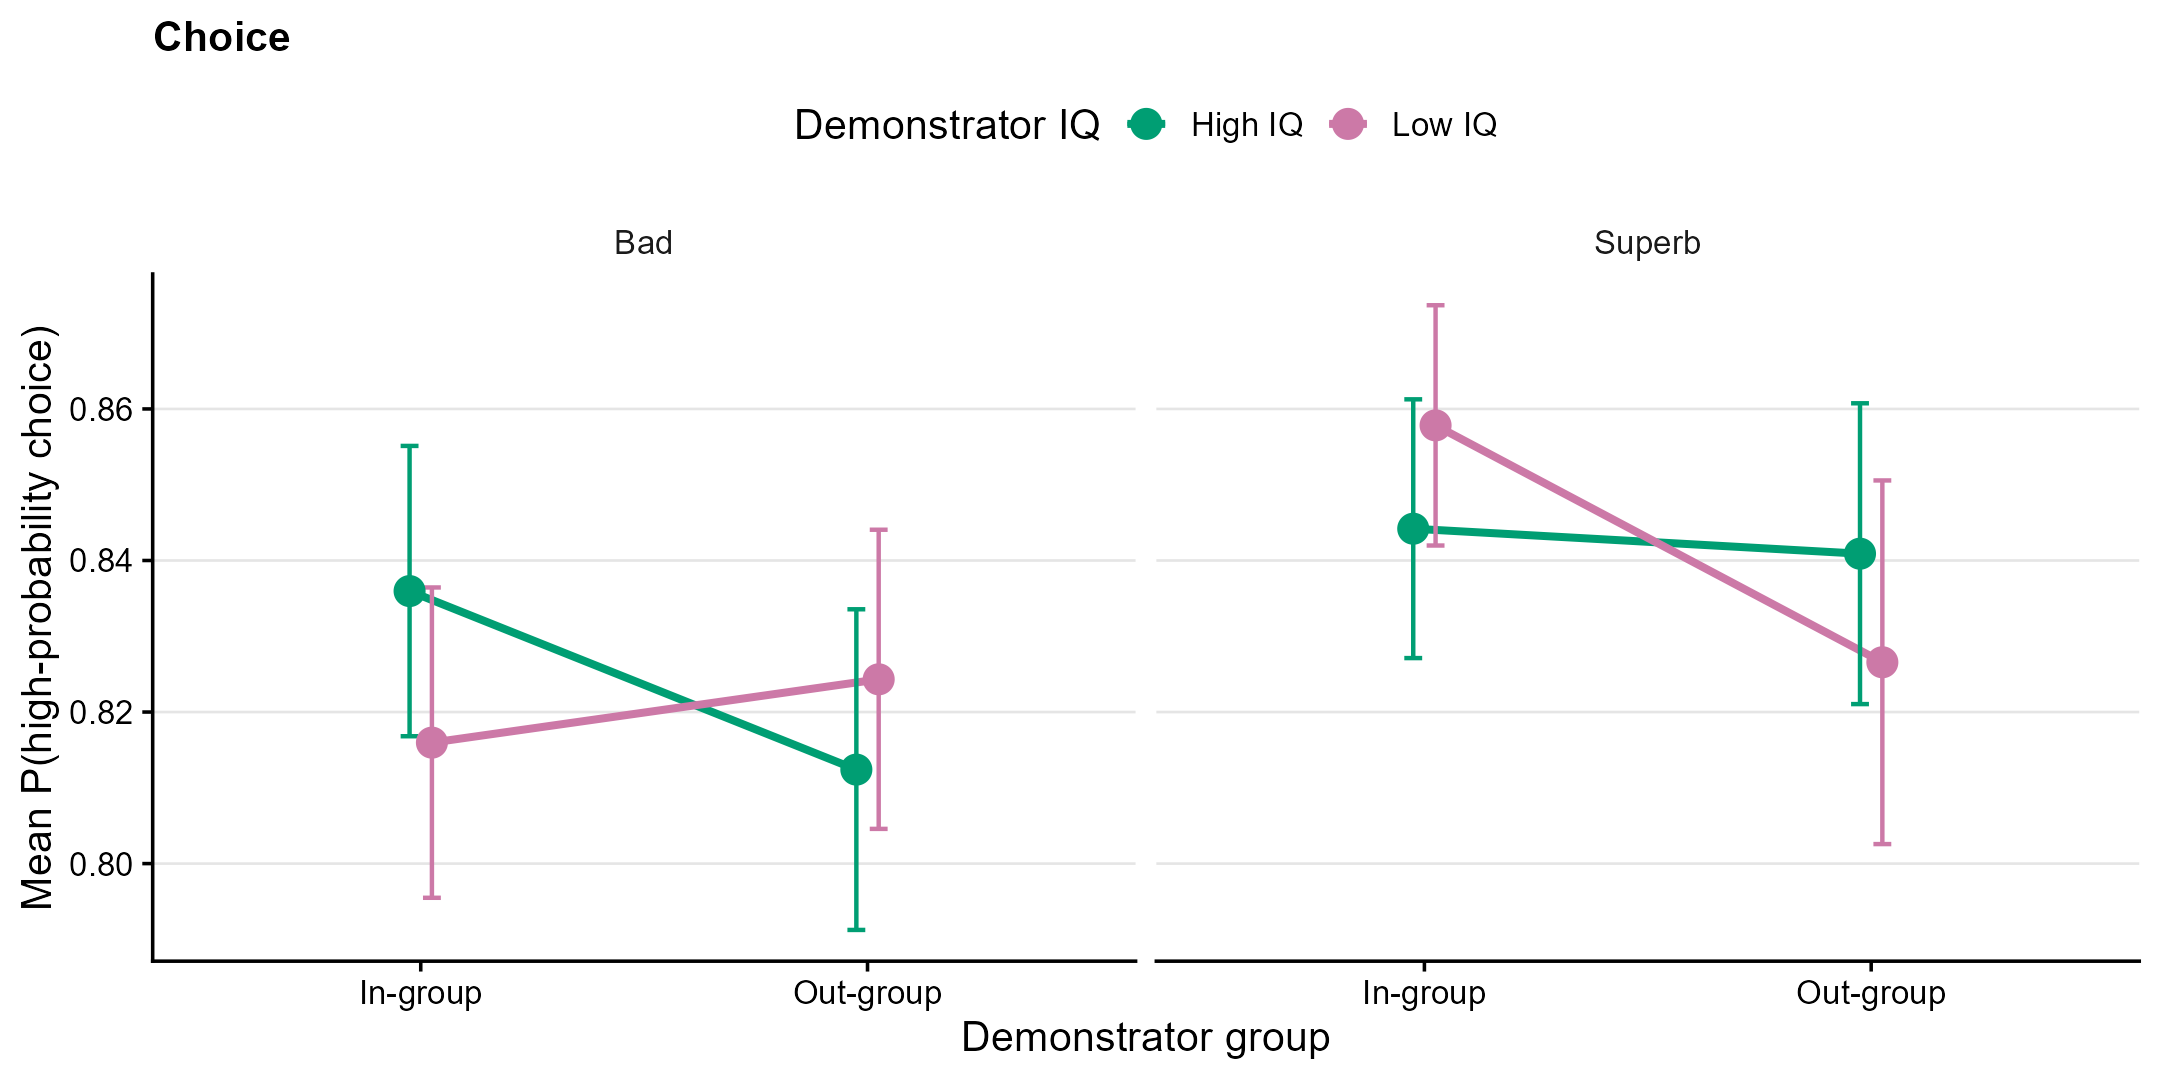 Choice
Demonstrator IQ High IQ Low IQ
Bad Superb
Mean P(high-probability choice)
0.86
0.84
0.82
0.80
In-group Out-group In-group Out-group
Demonstrator group